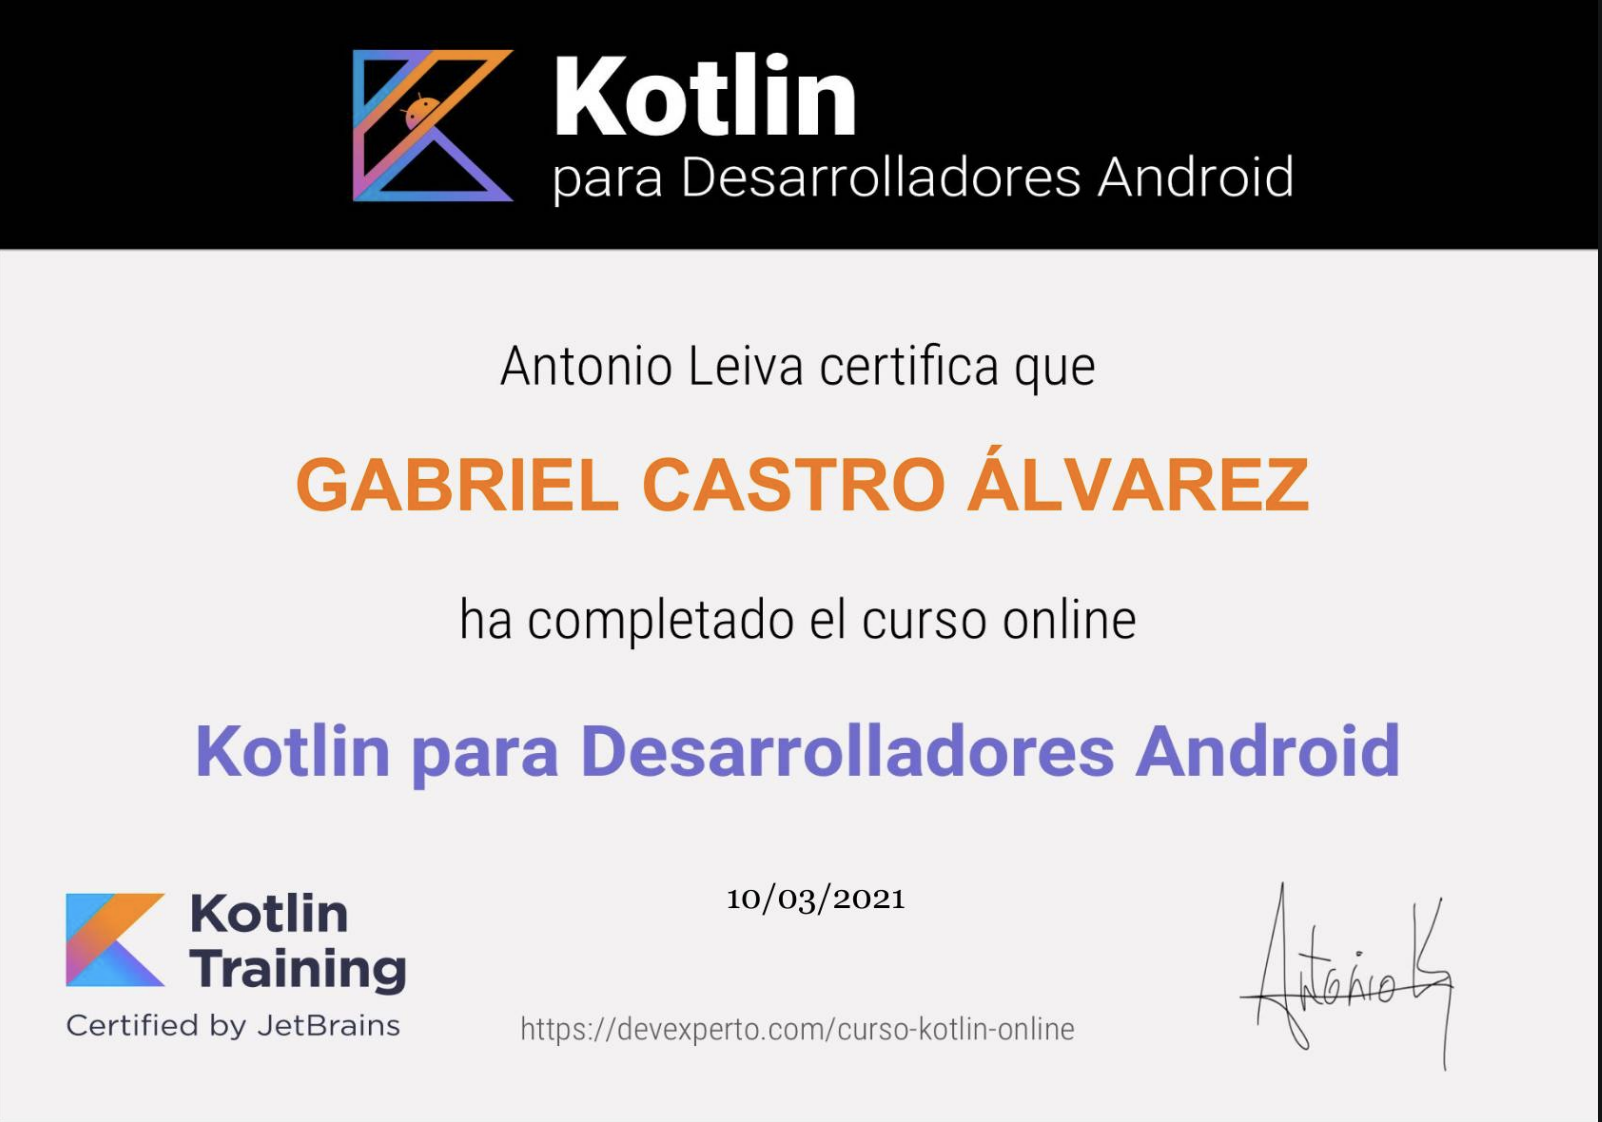 Kotlin
para Desarrolladores Android
Antonio Leiva certifica que
GABRIEL CASTRO ÁLVAREZ
ha completado el curso online
Kotlin para Desarrolladores Android
10/03/2021
Kotlin
Training
Certified by JetBrains
https://devexperto.com/curso-kotlin-online
Antonio